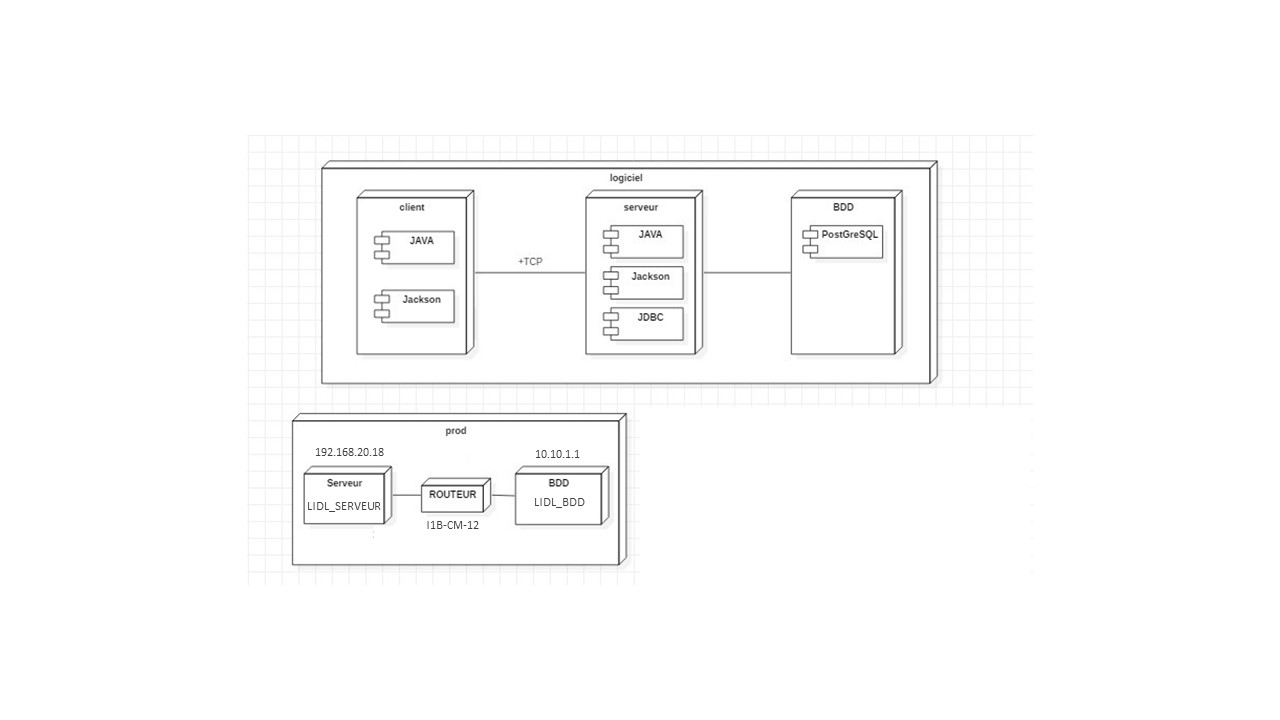 logiciel
client
JAVA
Jackson
+TCP
serveur
JAVA
Jackson
JDBC
BDD
PostGreSQL
prod
192.168.20.18
Serveur
LIDL_SERVEUR
ROUTEUR
I1B-CM-12
10.10.1.1
BDD
LIDL_BDD